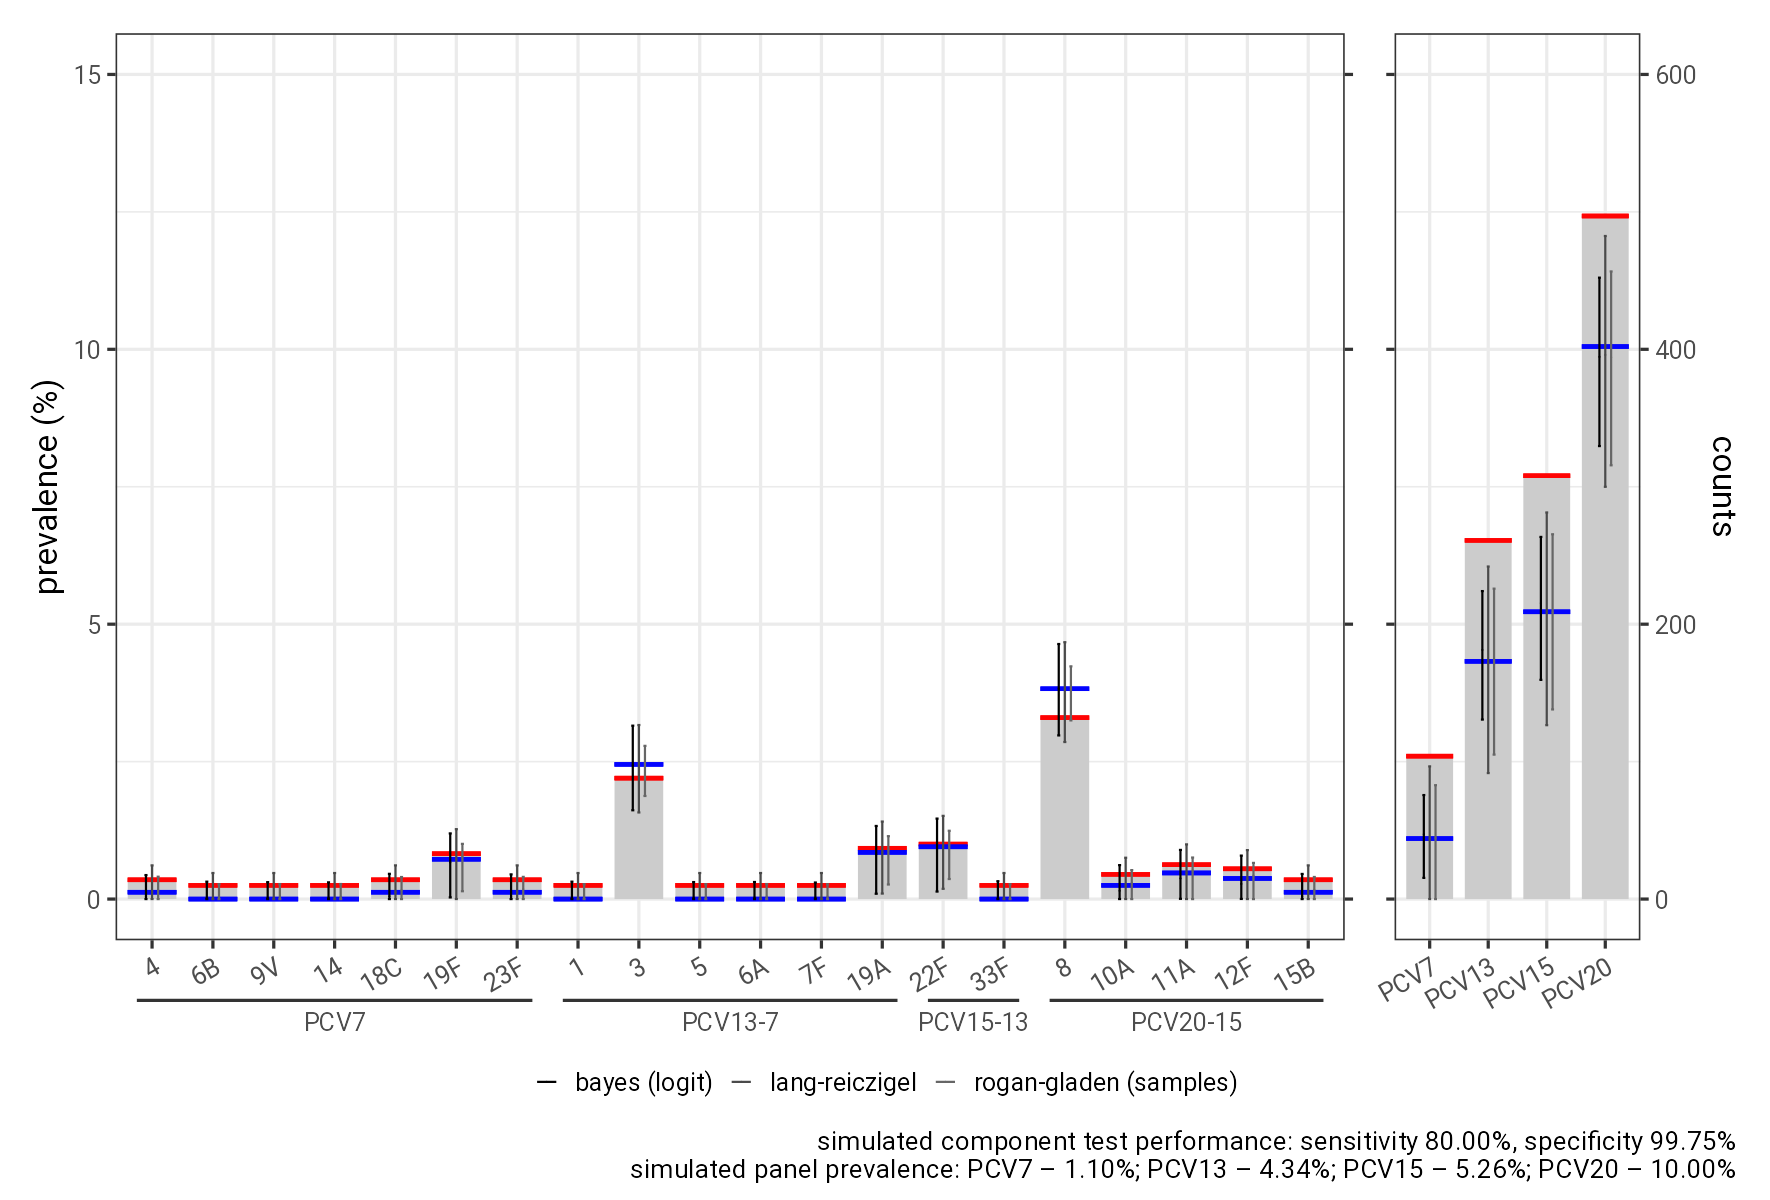 prevalence (%)
15
10
5
0
600
400
200
0
counts
4 6B 9V 14 18C 19F 23F 1 3 5 6A 7F 19A 22F 33F 8 10A 11A 12F 15B
PCV7 PCV13 PCV15 PCV20
PCV7 PCV13-7 PCV15-13 PCV20-15
bayes (logit) lang-reiczigel rogan-gladen (samples)
simulated component test performance: sensitivity 80.00%, specificity 99.75%
simulated panel prevalence: PCV7 – 1.10%; PCV13 – 4.34%; PCV15 – 5.26%; PCV20 – 10.00%